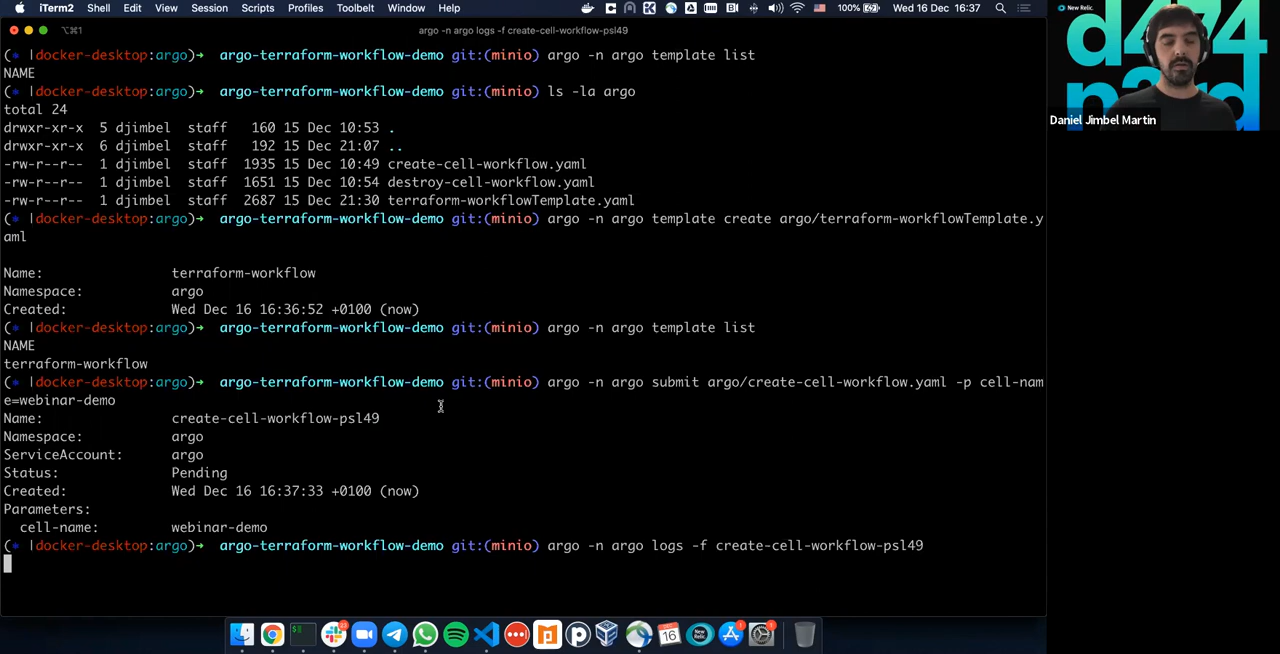 iTerm2 Shell Edit View Session Scripts Profiles Toolbelt Window Help 100% Wed 16 Dec 16:37
⌥⌘1 argo -n argo logs -f create-cell-workflow-psl49
(* |docker-desktop:argo)→ argo-terraform-workflow-demo git:(minio) argo -n argo template list
NAME
(* |docker-desktop:argo)→ argo-terraform-workflow-demo git:(minio) ls -la argo
total 24
drwxr-xr-x 5 djimbel staff 160 15 Dec 10:53 .
drwxr-xr-x 6 djimbel staff 192 15 Dec 21:07 ..
-rw-r--r-- 1 djimbel staff 1935 15 Dec 10:49 create-cell-workflow.yaml
-rw-r--r-- 1 djimbel staff 1651 15 Dec 10:54 destroy-cell-workflow.yaml
-rw-r--r-- 1 djimbel staff 2687 15 Dec 21:30 terraform-workflowTemplate.yaml
(* |docker-desktop:argo)→ argo-terraform-workflow-demo git:(minio) argo -n argo template create argo/terraform-workflowTemplate.y
aml
Name: terraform-workflow
Namespace: argo
Created: Wed Dec 16 16:36:52 +0100 (now)
(* |docker-desktop:argo)→ argo-terraform-workflow-demo git:(minio) argo -n argo template list
NAME
terraform-workflow
(* |docker-desktop:argo)→ argo-terraform-workflow-demo git:(minio) argo -n argo submit argo/create-cell-workflow.yaml -p cell-nam
e=webinar-demo
Name: create-cell-workflow-psl49
Namespace: argo
ServiceAccount: argo
Status: Pending
Created: Wed Dec 16 16:37:33 +0100 (now)
Parameters:
cell-name: webinar-demo
(* |docker-desktop:argo)→ argo-terraform-workflow-demo git:(minio) argo -n argo logs -f create-cell-workflow-psl49
New Relic.
d474
Daniel Jimbel Martin
16
New Relic